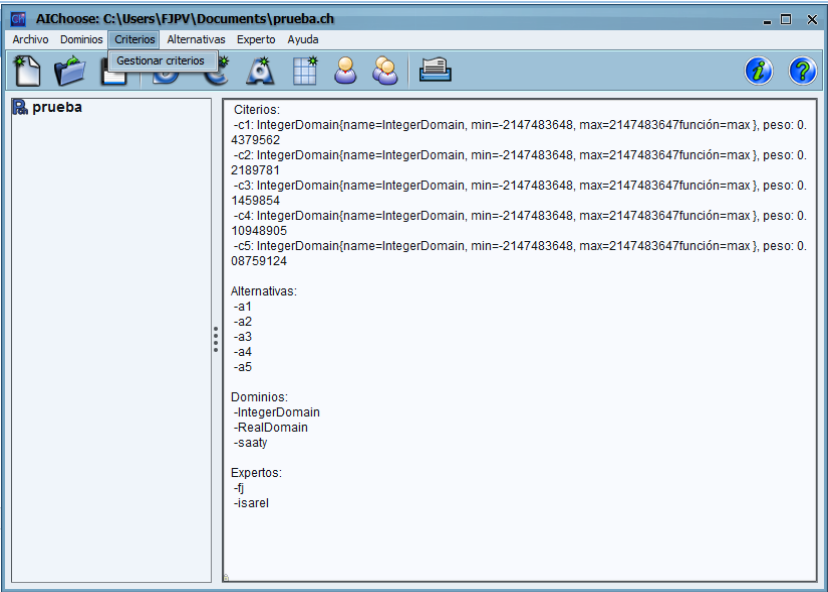 AIChoose: C:\Users\FJPV\Documents\prueba.ch
Archivo Dominios Criterios Alternativas Experto Ayuda
Gestionar criterios
prueba
Citerios:
-c1: IntegerDomain{name=IntegerDomain, min=-2147483648, max=2147483647función=max }, peso: 0.
4379562
-c2: IntegerDomain{name=IntegerDomain, min=-2147483648, max=2147483647función=max }, peso: 0.
2189781
-c3: IntegerDomain{name=IntegerDomain, min=-2147483648, max=2147483647función=max }, peso: 0.
1459854
-c4: IntegerDomain{name=IntegerDomain, min=-2147483648, max=2147483647función=max }, peso: 0.
10948905
-c5: IntegerDomain{name=IntegerDomain, min=-2147483648, max=2147483647función=max }, peso: 0.
08759124
Alternativas:
-a1
-a2
-a3
-a4
-a5
Dominios:
-IntegerDomain
-RealDomain
-saaty
Expertos:
-fj
-isarel